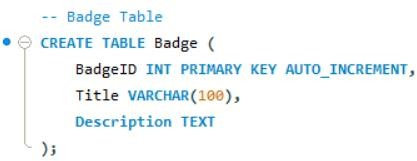 -- Badge Table
CREATE TABLE Badge (
BadgeID INT PRIMARY KEY AUTO_INCREMENT,
Title VARCHAR(100),
Description TEXT
);